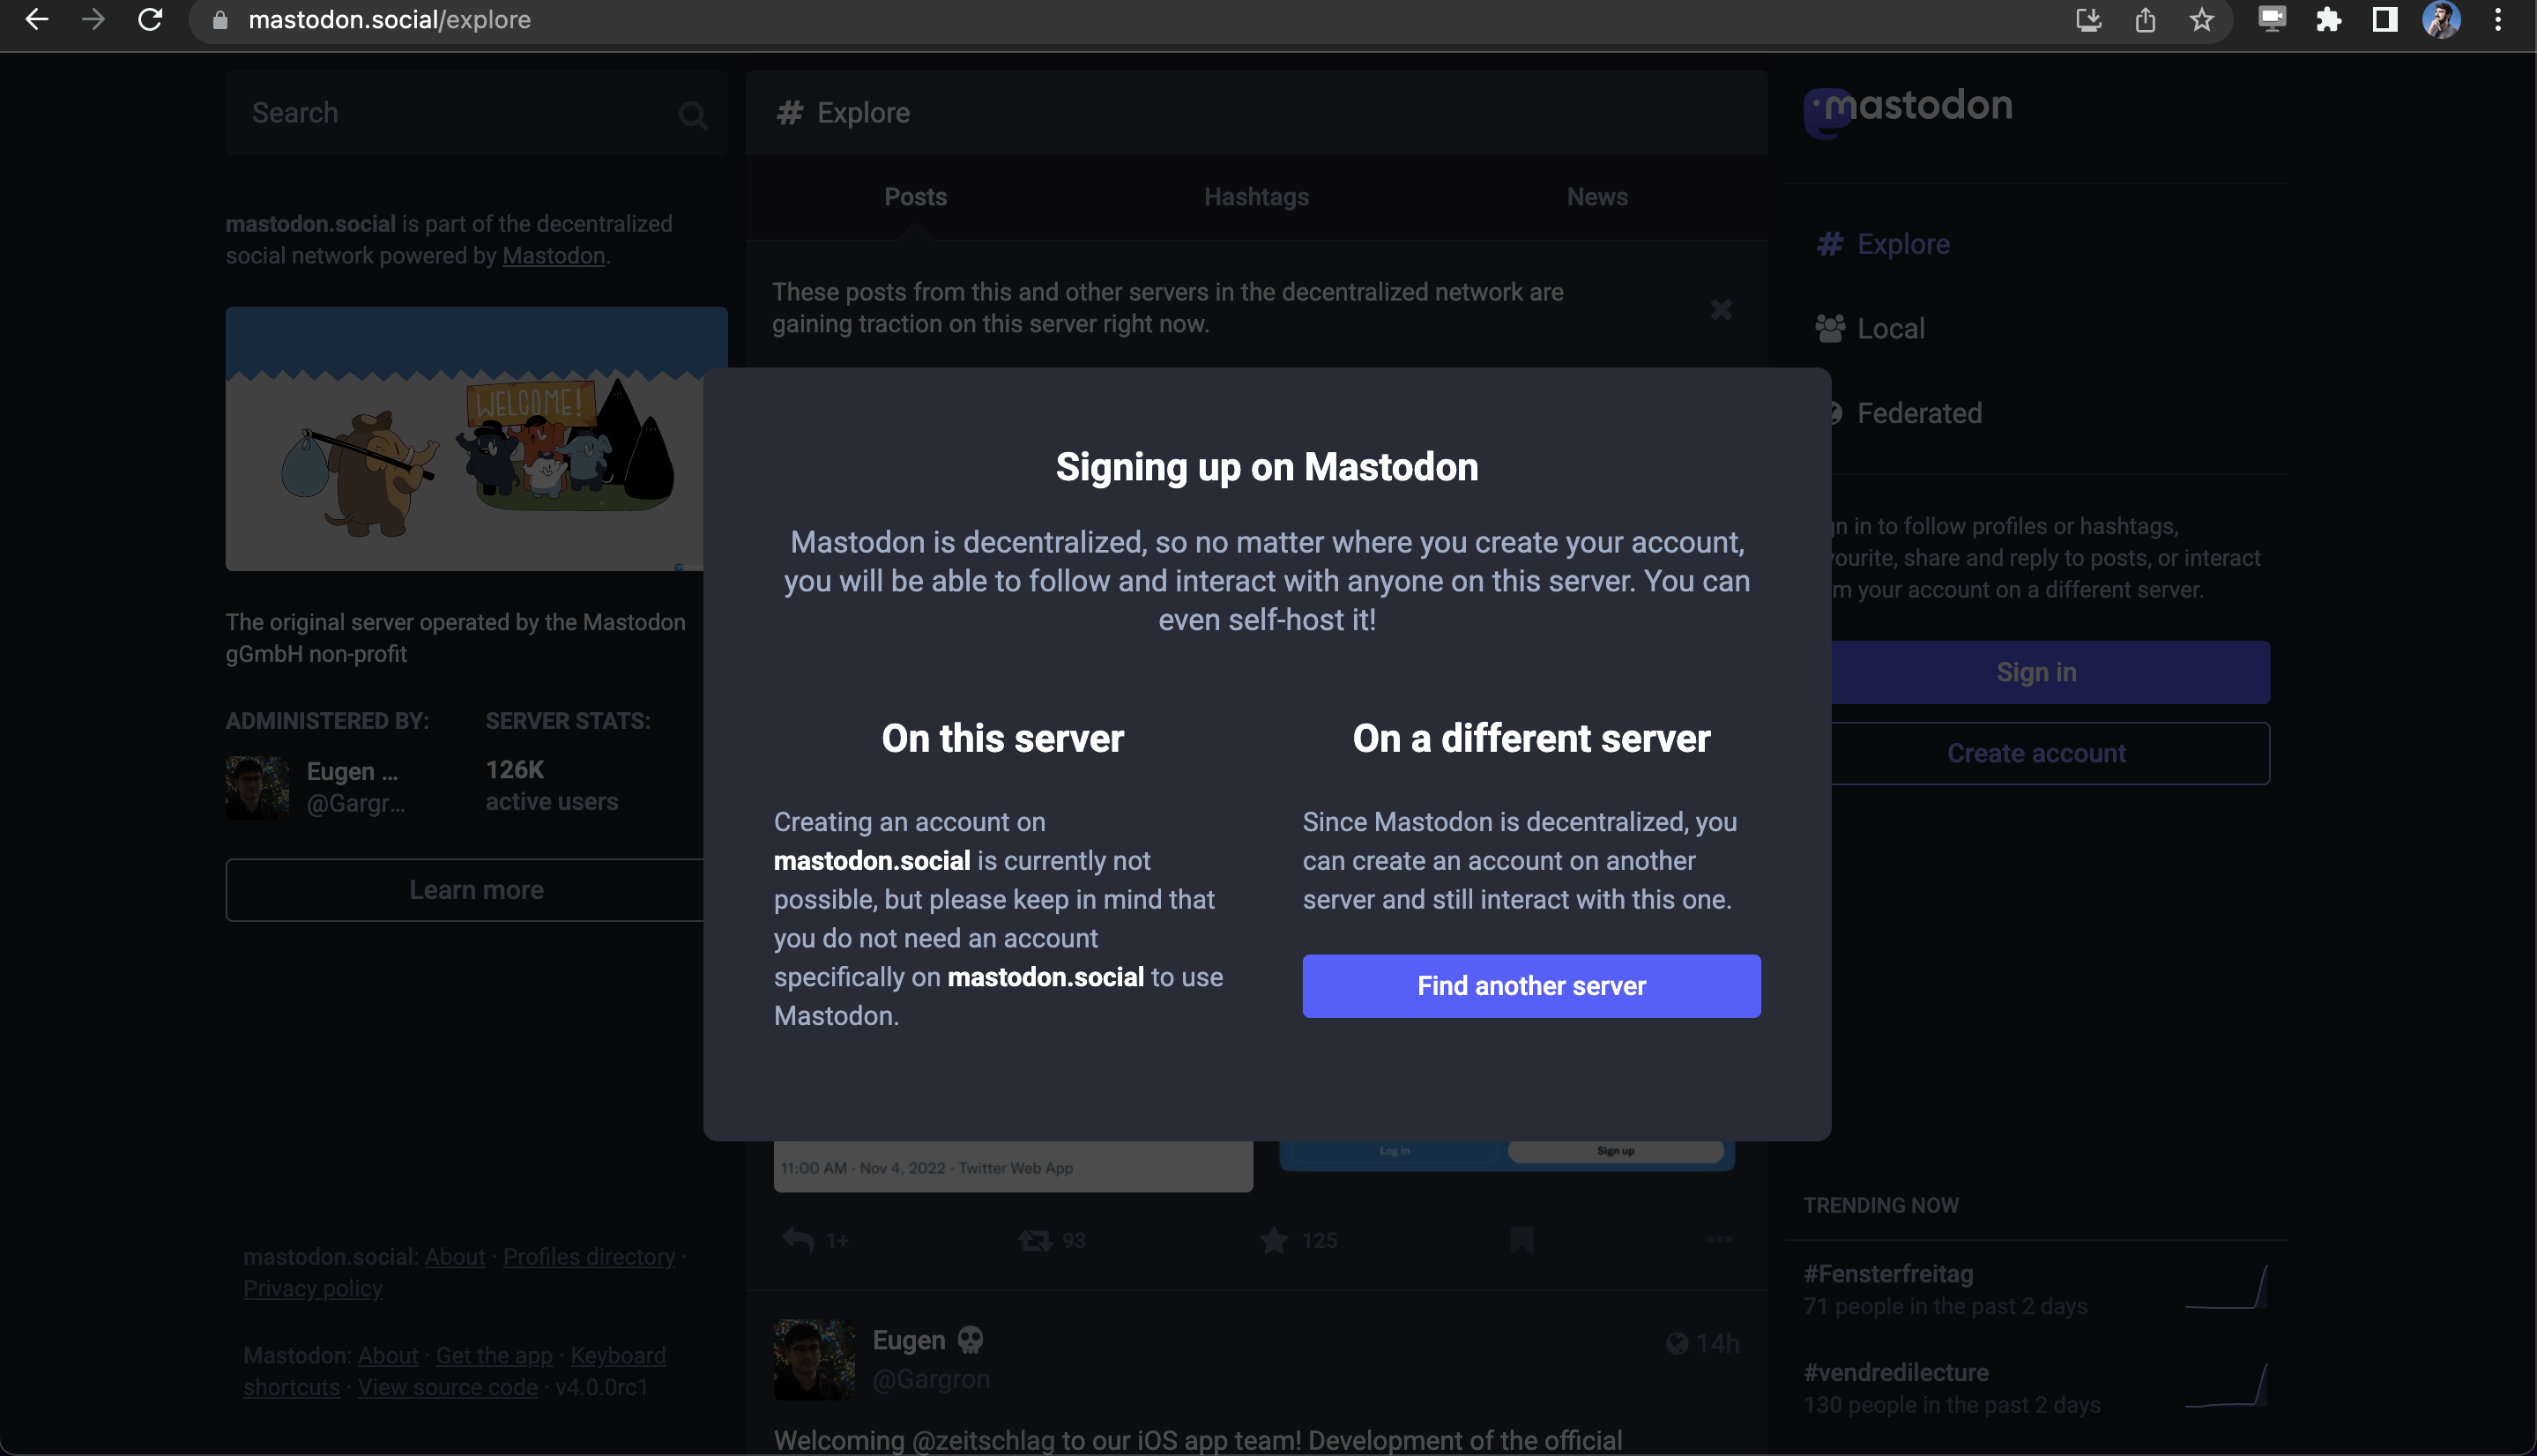 mastodon.social/explore
Search
mastodon.social is part of the decentralized
social network powered by Mastodon.
WELCOME!
The original server operated by the Mastodon
gGmbH non-profit
ADMINISTERED BY:
Eugen ...
@Gargr...
SERVER STATS:
126K
active users
Learn more
mastodon.social: About · Profiles directory ·
Privacy policy
Mastodon: About · Get the app · Keyboard
shortcuts · View source code · v4.0.0rc1
# Explore
Posts
Hashtags
News
These posts from this and other servers in the decentralized network are
gaining traction on this server right now.
Signing up on Mastodon
Mastodon is decentralized, so no matter where you create your account,
you will be able to follow and interact with anyone on this server. You can
even self-host it!
On this server
Creating an account on
mastodon.social is currently not
possible, but please keep in mind that
you do not need an account
specifically on mastodon.social to use
Mastodon.
On a different server
Since Mastodon is decentralized, you
can create an account on another
server and still interact with this one.
Find another server
11:00 AM · Nov 4, 2022 · Twitter Web App
Log in
Sign up
1+
93
125
Eugen
@Gargron
14h
Welcoming @zeitschlag to our iOS app team! Development of the official
mastodon
# Explore
Local
Federated
in to follow profiles or hashtags,
share and reply to posts, or interact
your account on a different server.
Sign in
Create account
TRENDING NOW
#Fensterfreitag
71 people in the past 2 days
#vendredilecture
130 people in the past 2 days